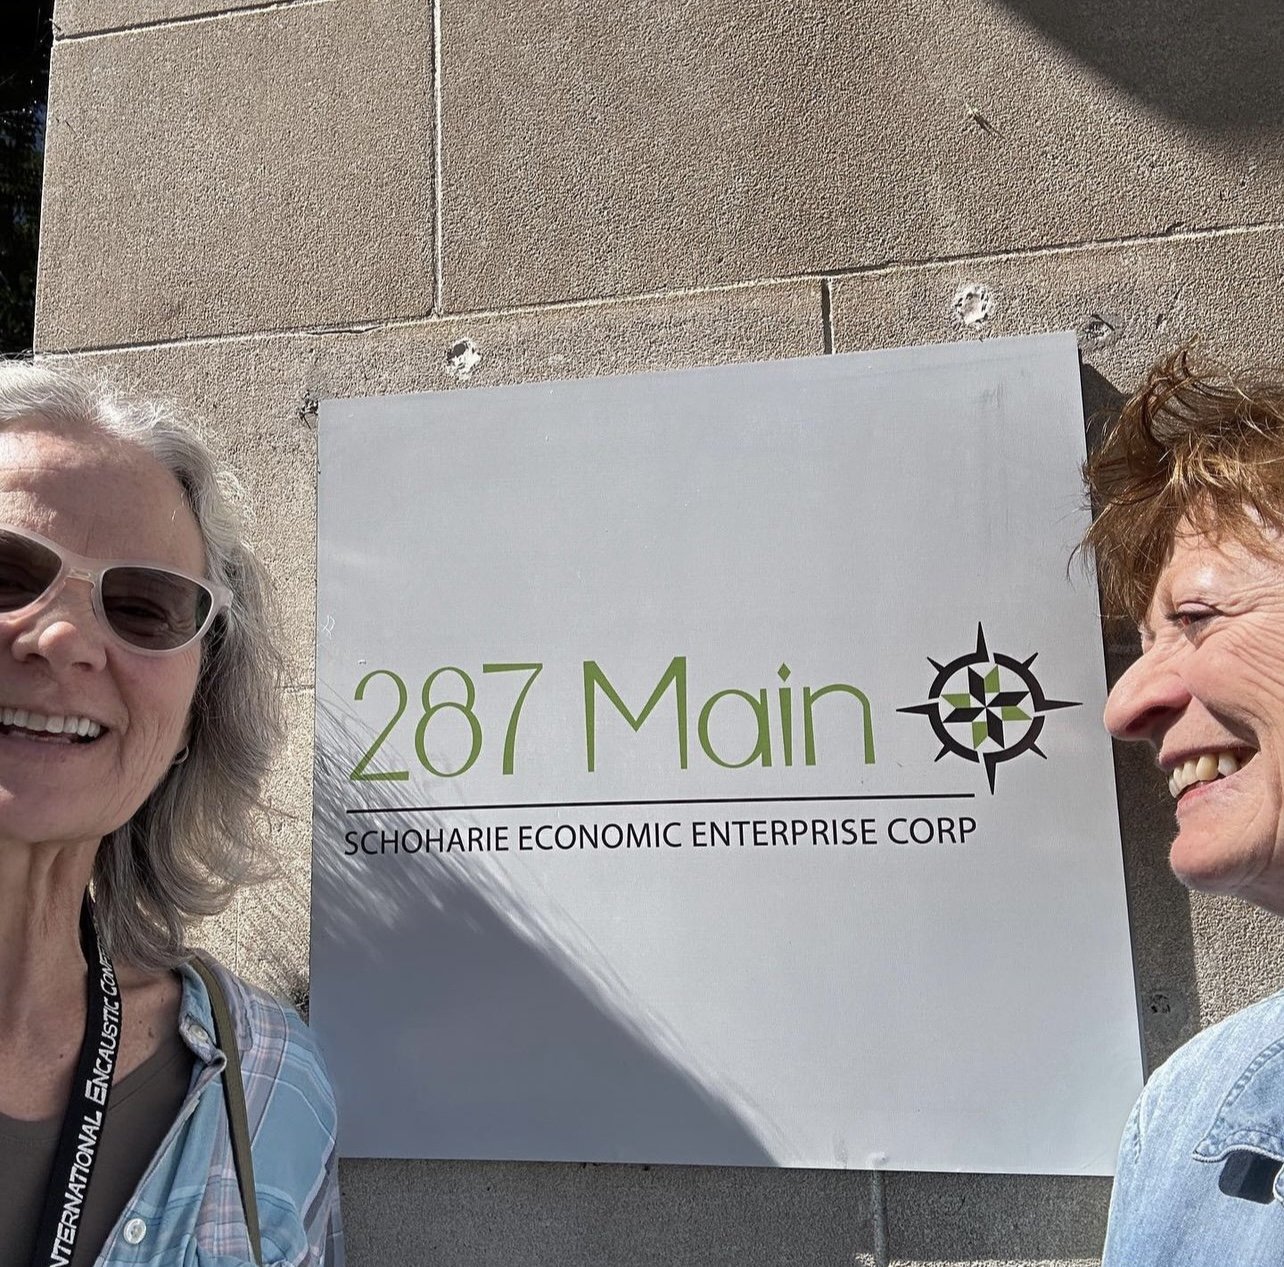 287 Main
SCHOHARIE ECONOMIC ENTERPRISE CORP
INTERNATIONAL ENCAUSTIC